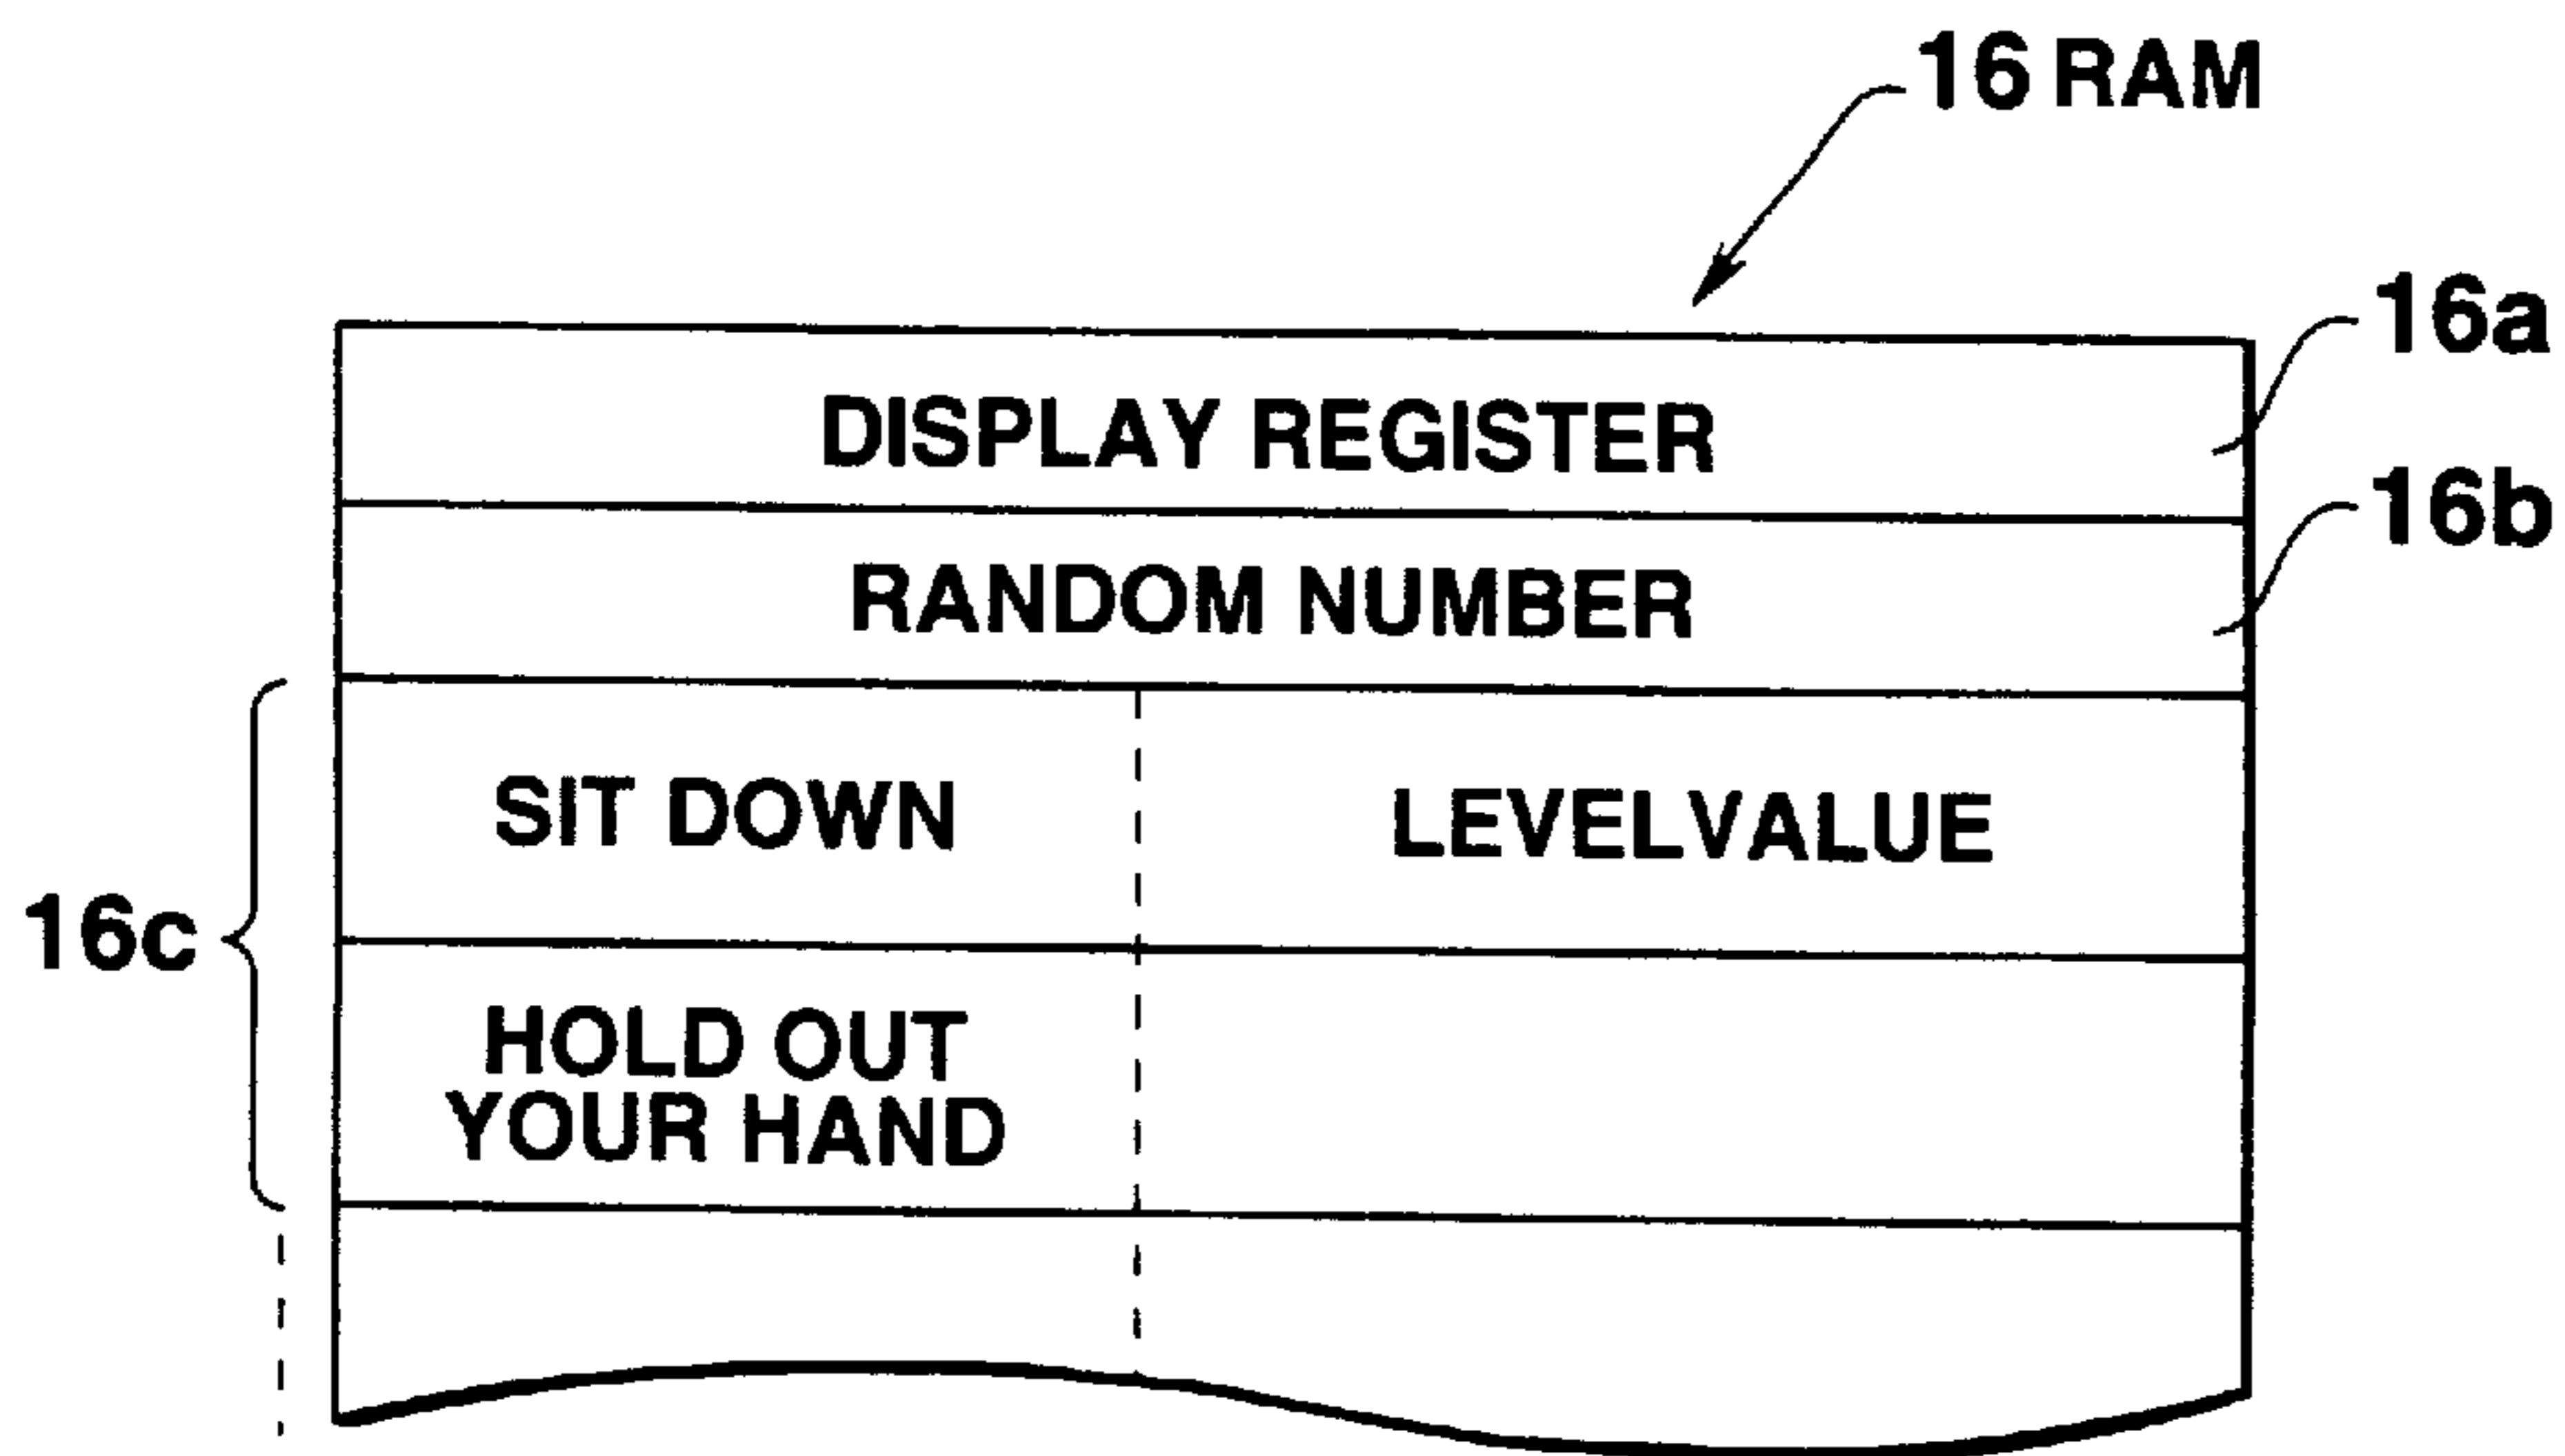 16 RAM
16a
DISPLAY REGISTER
16b
RANDOM NUMBER
SIT DOWN
LEVELVALUE
16c
HOLD OUT
YOUR HAND